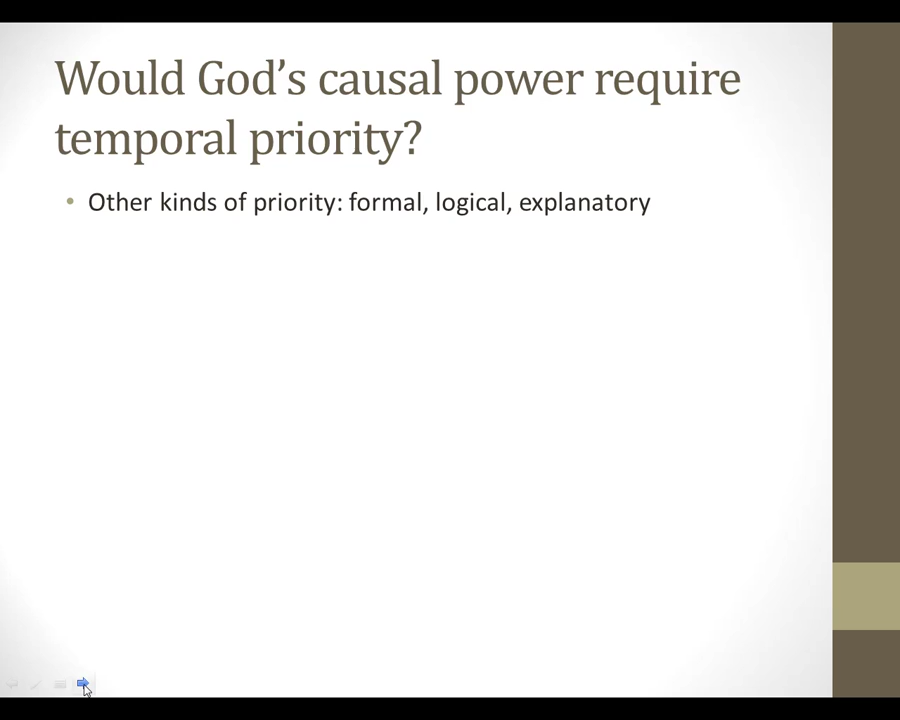 Would God’s causal power require
temporal priority?
• Other kinds of priority: formal, logical, explanatory